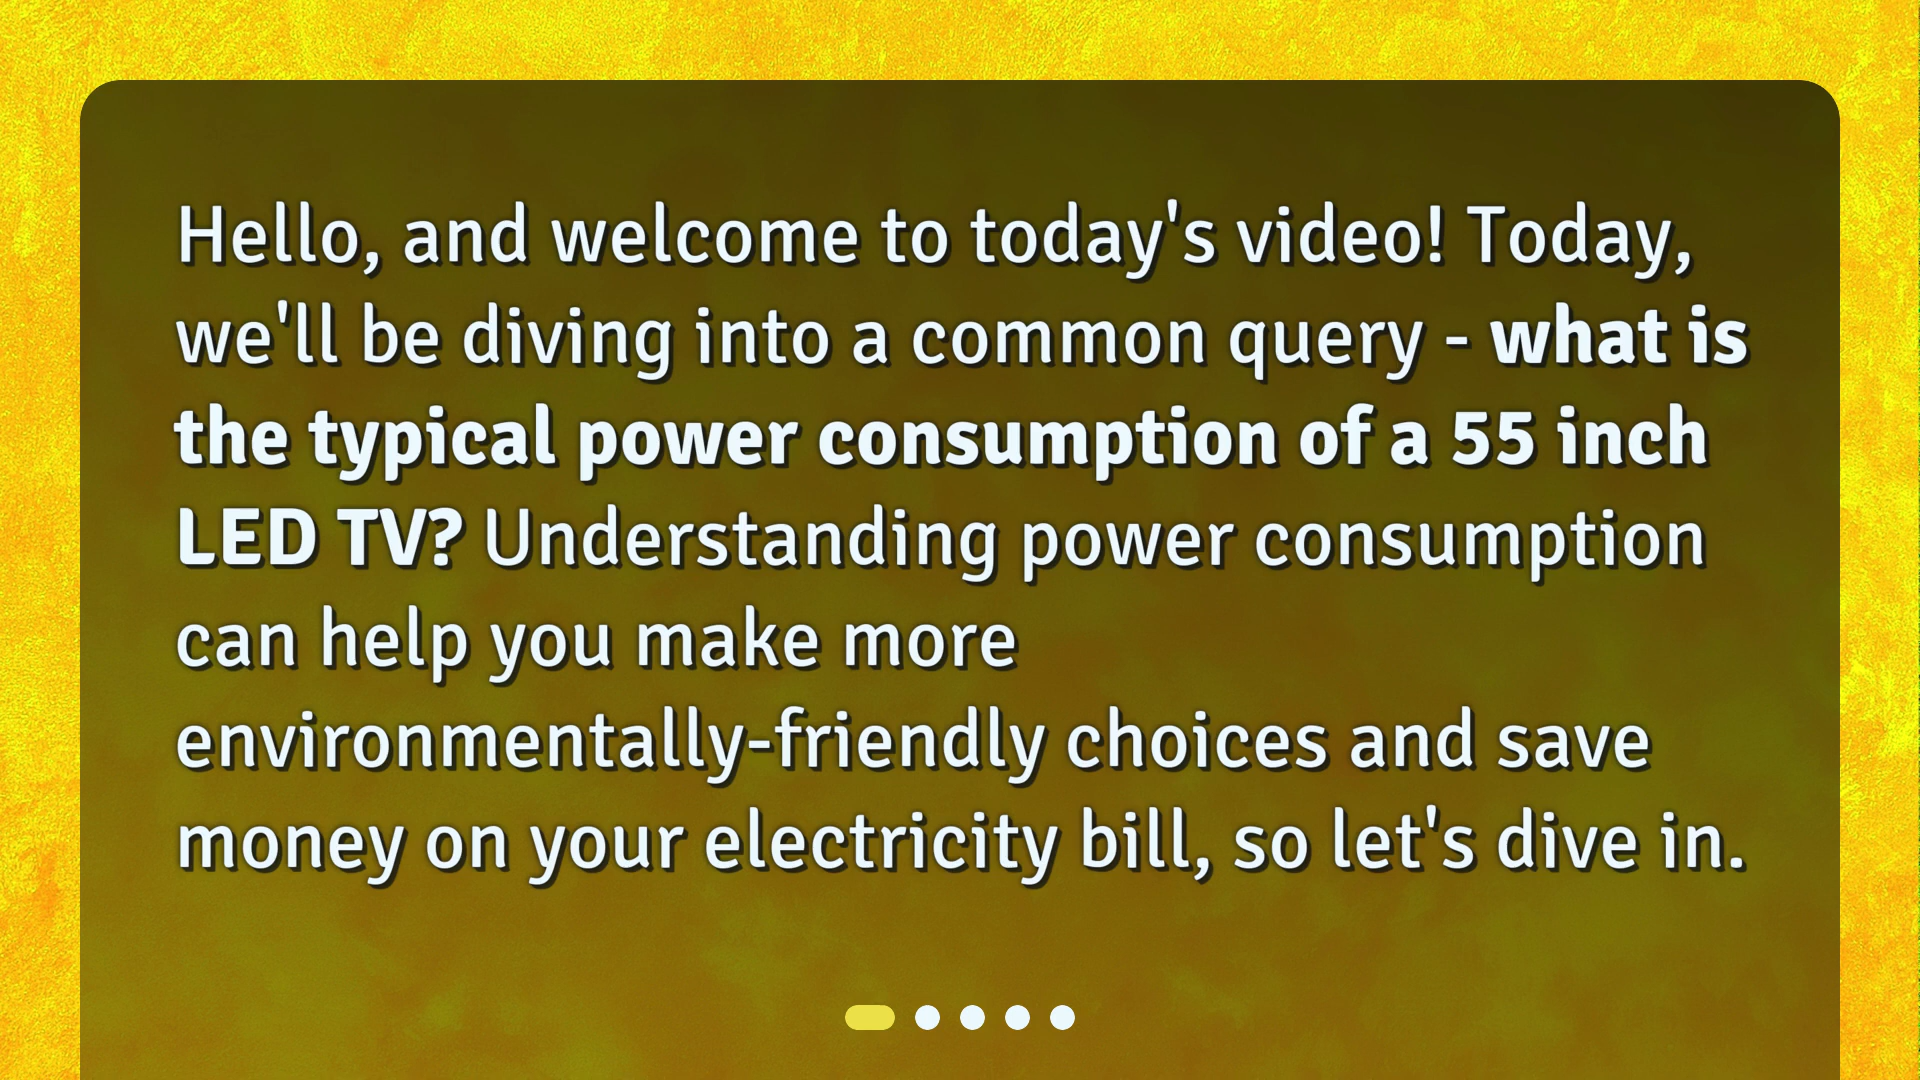 Hello, and welcome to today's video! Today,
we'll be diving into a common query - what is
the typical power consumption of a 55 inch
LED TV? Understanding power consumption
can help you make more
environmentally-friendly choices and save
money on your electricity bill, so let's dive in.